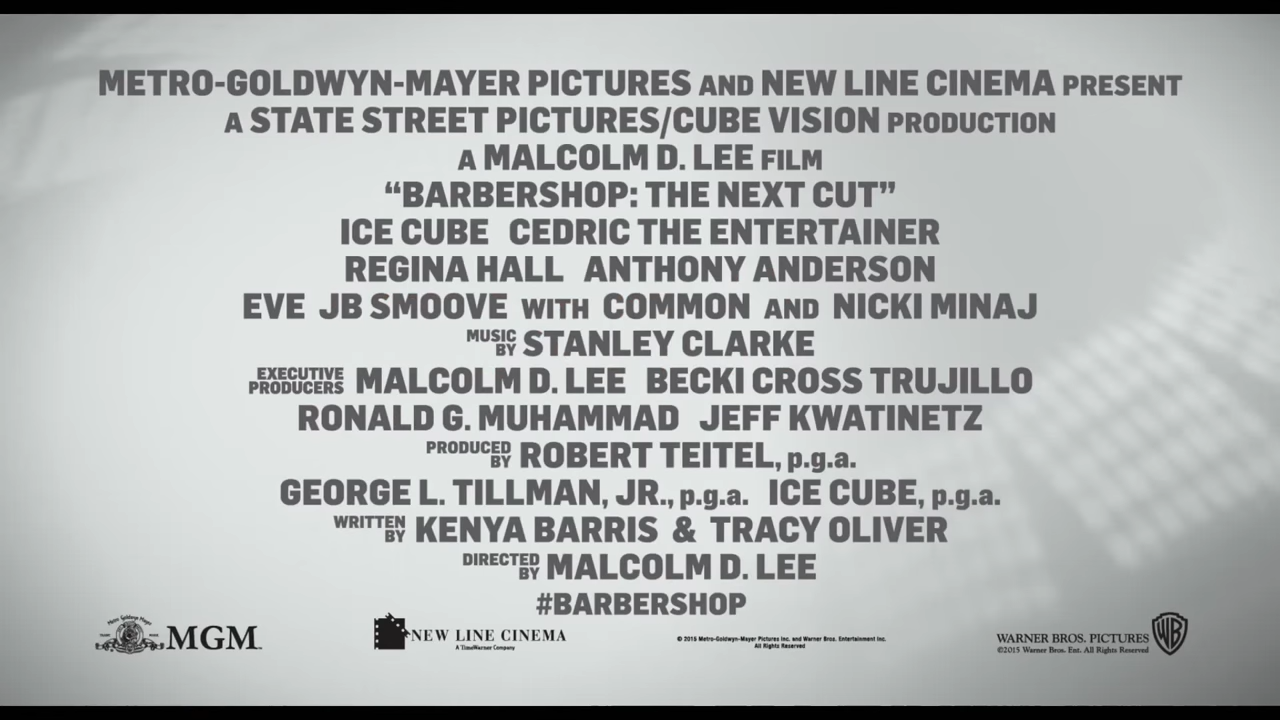 METRO-GOLDWYN-MAYER PICTURES AND NEW LINE CINEMA PRESENT
A STATE STREET PICTURES/CUBE VISION PRODUCTION
A MALCOLM D. LEE FILM
“BARBERSHOP: THE NEXT CUT”
ICE CUBE CEDRIC THE ENTERTAINER
REGINA HALL ANTHONY ANDERSON
EVE JB SMOOVE WITH COMMON AND NICKI MINAJ
MUSIC BY STANLEY CLARKE
EXECUTIVE PRODUCERS MALCOLM D. LEE BECKI CROSS TRUJILLO
RONALD G. MUHAMMAD JEFF KWATINETZ
PRODUCED BY ROBERT TEITEL, p.g.a.
GEORGE L. TILLMAN, JR., p.g.a. ICE CUBE, p.g.a.
WRITTEN BY KENYA BARRIS & TRACY OLIVER
DIRECTED BY MALCOLM D. LEE
#BARBERSHOP
Metro Goldwyn Mayer
MGM
NEW LINE CINEMA
A TimeWarner Company
© 2015 Metro-Goldwyn-Mayer Pictures Inc. and Warner Bros. Entertainment Inc.
All Rights Reserved
WARNER BROS. PICTURES
©2015 Warner Bros. Ent. All Rights Reserved
WB